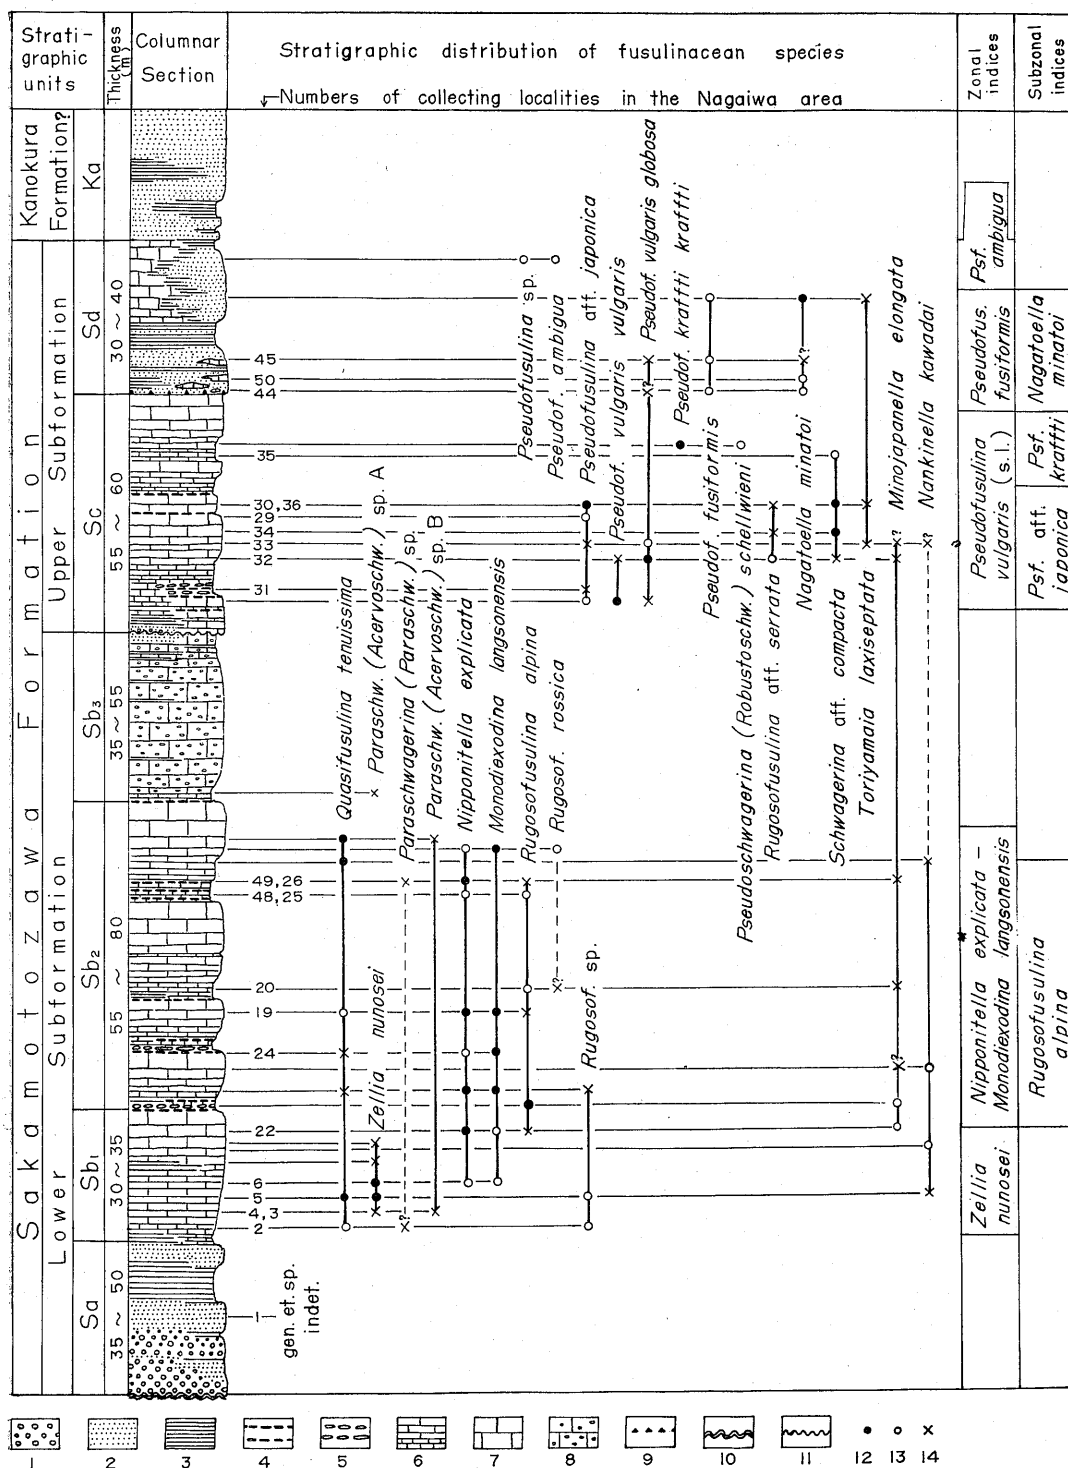 Strati-
graphic
units
Thickness
(m)
Columnar
Section
Stratigraphic distribution of fusulinacean species
Numbers of collecting localities in the Nagaiwa area
Zonal
indices
Subzonal
indices
Kanokura
Formation?
Ka
Sakamotozawa Formation
Upper Subformation
Lower Subformation
Sd
30 ~ 40
Sc
55 ~ 60
Sb3
35 ~ 55
Sb2
55 ~ 80
Sb1
30 ~ 35
Sa
35 ~ 50
45
50
44
35
30, 36
29
34
33
32
31
49, 26
48, 25
20
19
24
22
6
5
4, 3
2
1
gen. et. sp.
indet.
Quasifusulina tenuissima
Zellia nunosei
Paraschw. (Acervoschw.) sp. A
Paraschwagerina (Paraschw.) sp.
Paraschw. (Acervoschw.) sp. B
Nipponitella explicata
Monodiexodina langsonensis
Rugosofusulina alpina
Rugosof. rossica
Rugosof. sp.
Pseudofusulina sp.
Pseudof. ambigua
Pseudofusulina aff. japonica
Pseudof. vulgaris vulgaris
Pseudof. vulgaris globosa
Pseudof. kraffti kraffti
Pseudof. fusiformis
Pseudoschwagerina (Robustoschw.) schellwieni
Rugosofusulina aff. serrata
Nagatoella minatoi
Schwagerina aff. compacta
Toriyamaia laxiseptata
Minojapanella elongata
Nankinella kawadai
?
?
?
?
?
?
?
Psf.
ambigua
Pseudofus.
fusiformis
Pseudofusulina
vulgaris (s.l.)
Nipponitella explicata –
Monodiexodina langsonensis
Zellia
nunosei
Nagatoella
minatoi
Psf.
kraffti
Psf. aff.
japonica
Rugosofusulina
alpina
1 2 3 4 5 6 7 8 9 10 11 12 13 14